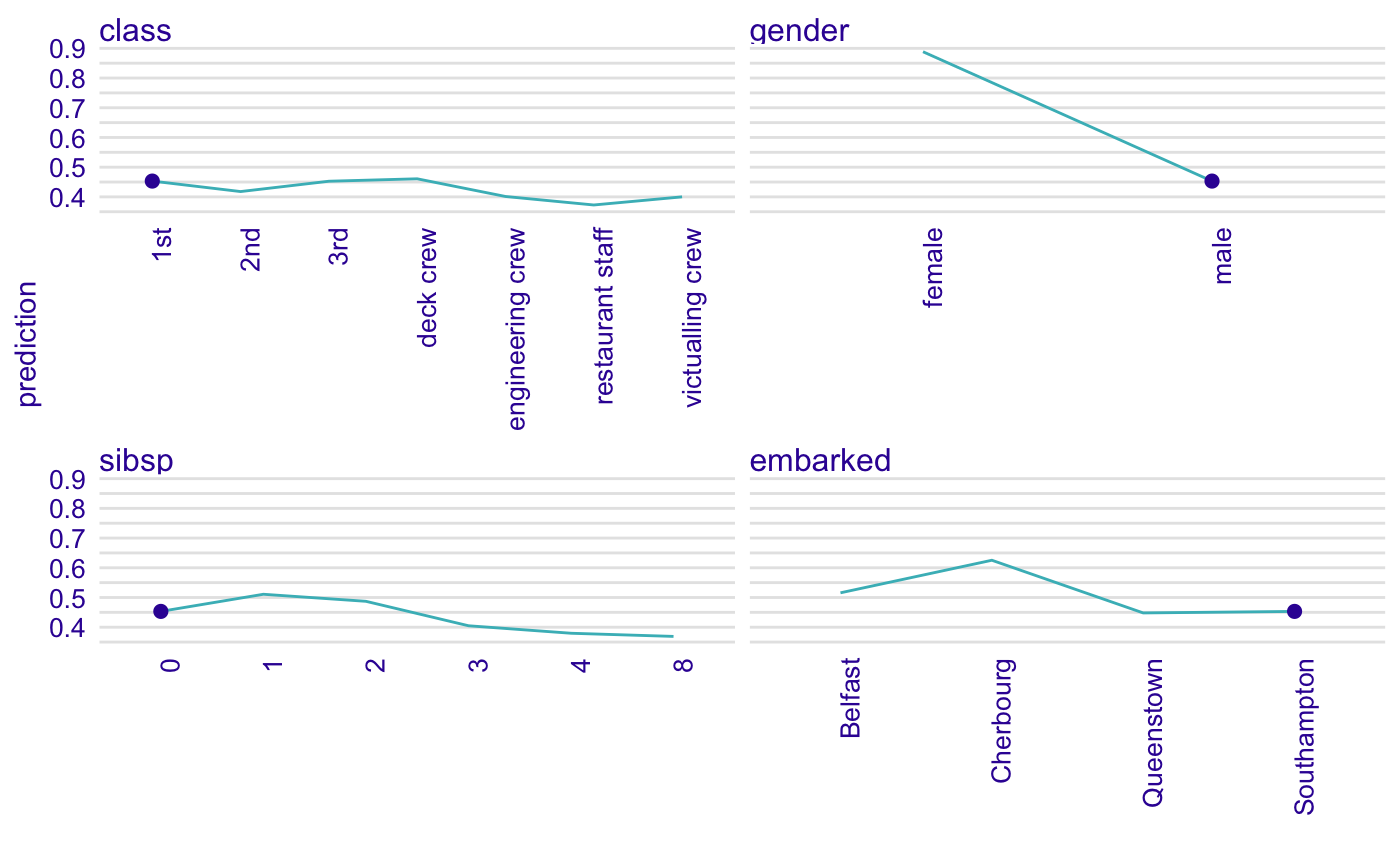 class
0.9
0.8
0.7
0.6
0.5
0.4
1st
2nd
3rd
deck crew
engineering crew
restaurant staff
victualling crew
gender
female
male
prediction
sibsp
0.9
0.8
0.7
0.6
0.5
0.4
0
1
2
3
4
8
embarked
Belfast
Cherbourg
Queenstown
Southampton